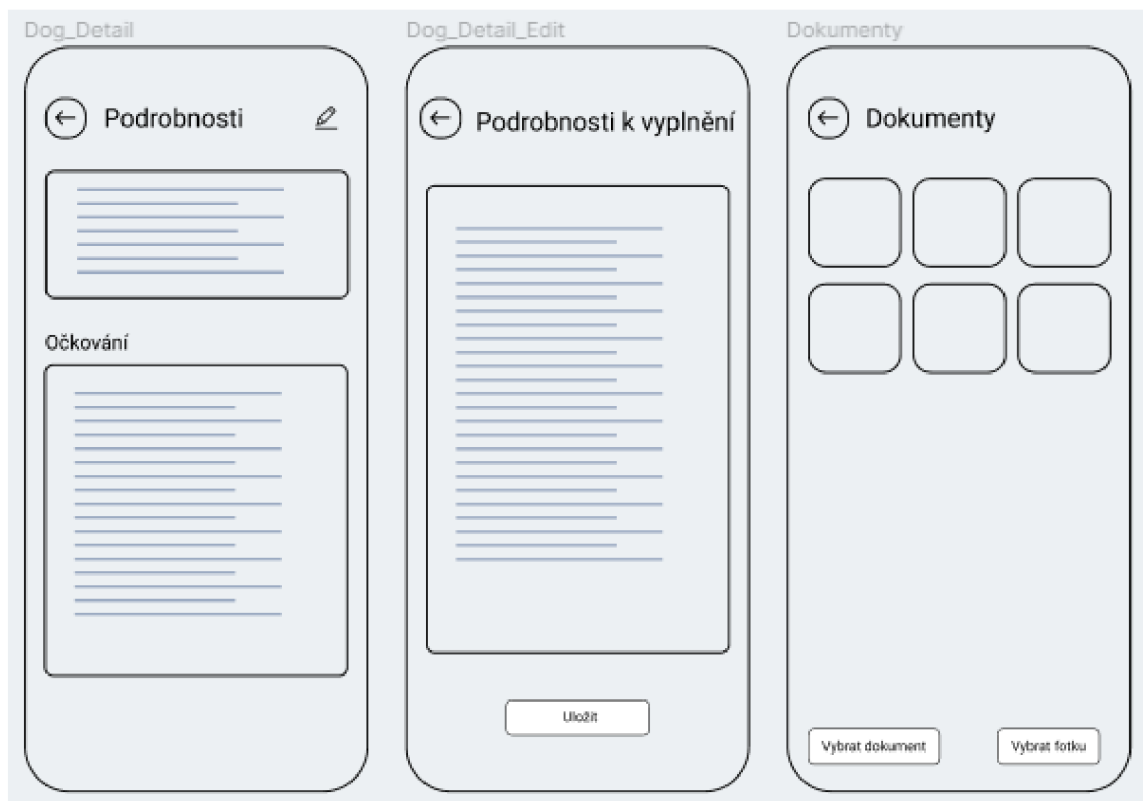 Dog_Detail
Podrobnosti
Očkování
Dog_Detail_Edit
Podrobnosti k vyplnění
Uložit
Dokumenty
Dokumenty
Vybrat dokument
Vybrat fotku